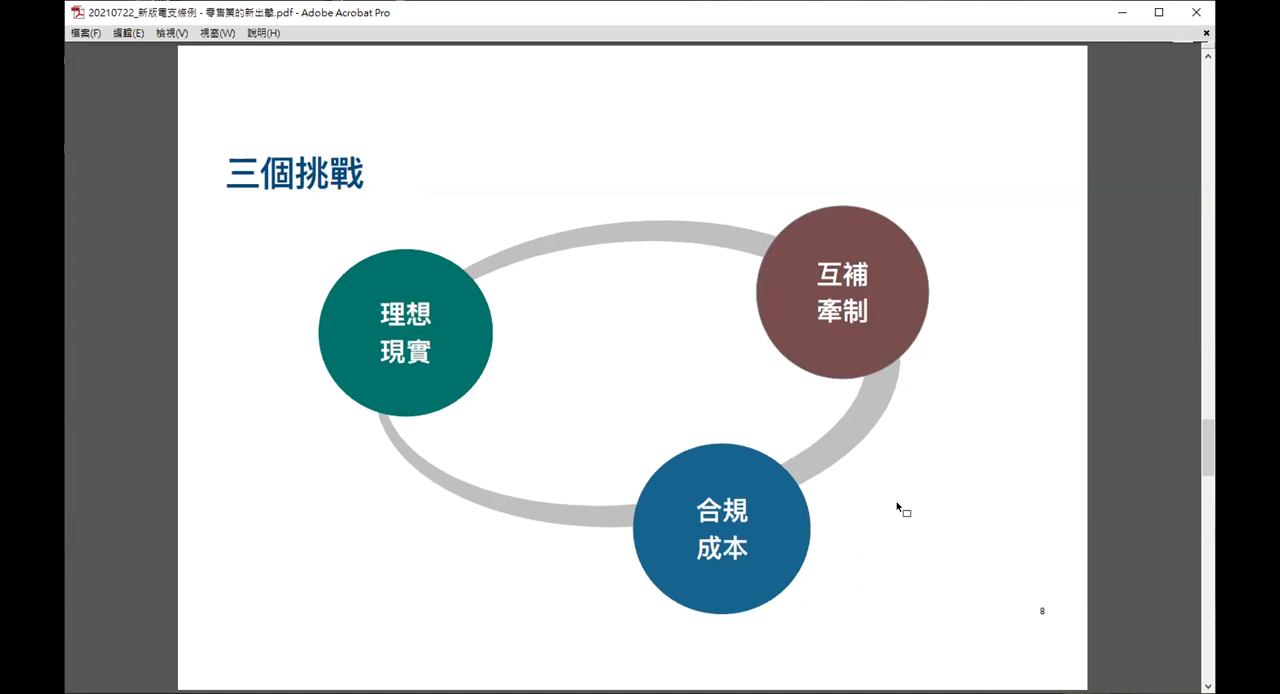 20210722_新版電支條例 - 零售業的新出擊.pdf - Adobe Acrobat Pro
檔案(F) 編輯(E) 檢視(V) 視窗(W) 說明(H)
三個挑戰
互補
牽制
理想
現實
合規
成本
8